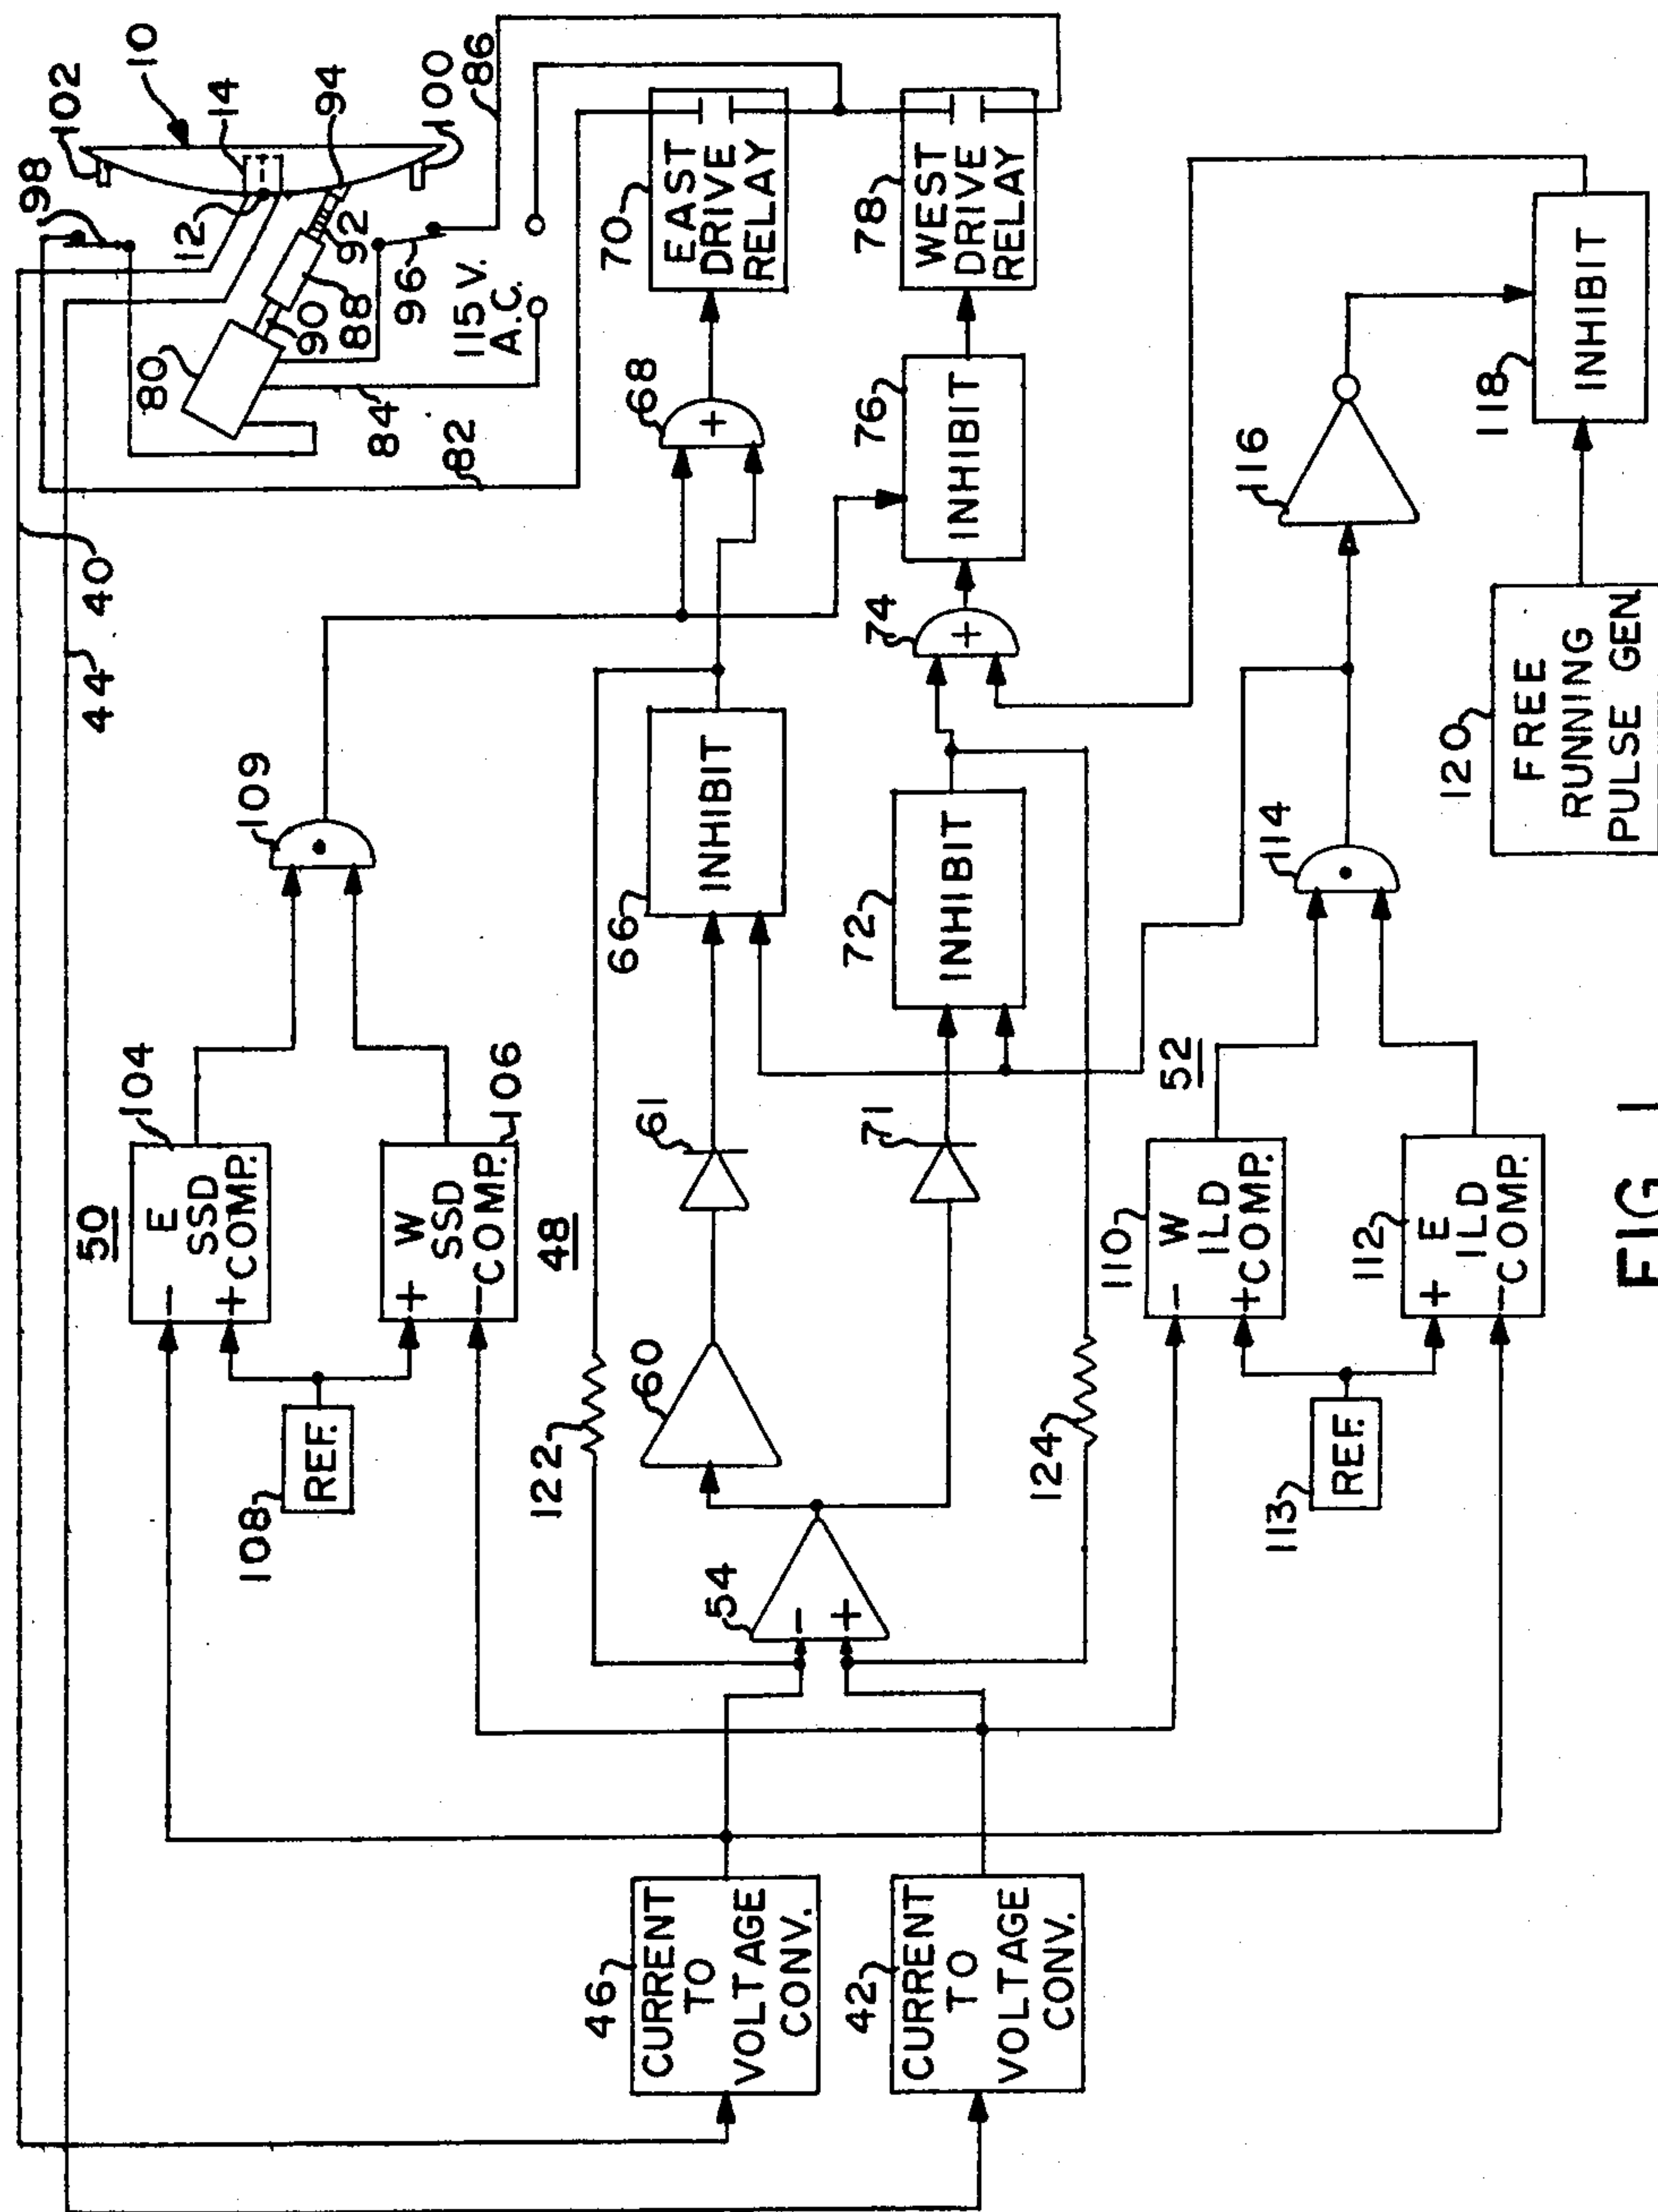 102
10
98
14
94
12
100
86
80
90
88
92
96
115 V.
A.C.
84
82
40
44
70
EAST
DRIVE
RELAY
78
WEST
DRIVE
RELAY
68
+
76
INHIBIT
74
+
116
118
INHIBIT
120
FREE
RUNNING
PULSE GEN
109
•
66
INHIBIT
72
INHIBIT
114
•
50
104
E
SSD
COMP.
-
+
106
W
SSD
COMP.
+
-
48
108
REF.
61
71
60
122
124
54
-
+
52
110
W
ILD
COMP.
-
+
112
E
ILD
COMP.
+
-
113
REF.
46
CURRENT
TO
VOLTAGE
CONV.
42
CURRENT
TO
VOLTAGE
CONV.
FIG. 1